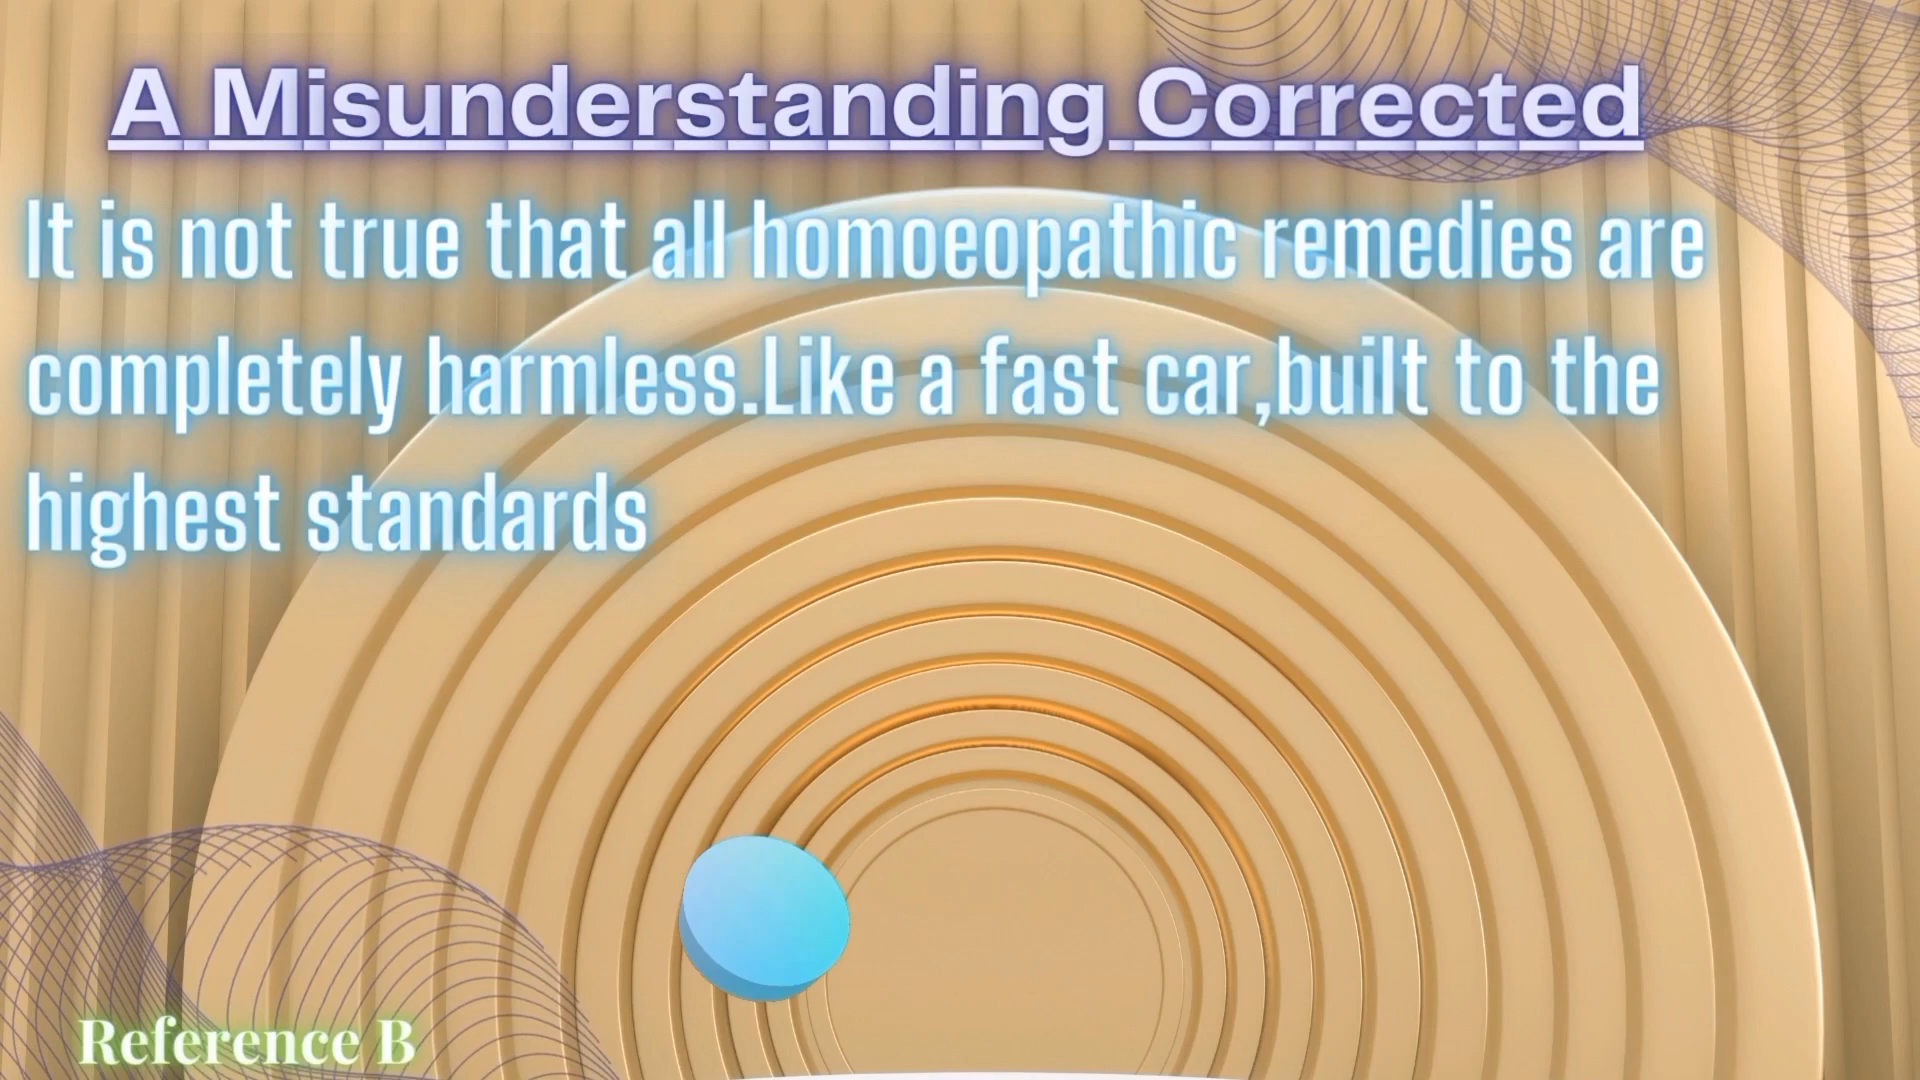 A Misunderstanding Corrected
It is not true that all homoeopathic remedies are
completely harmless.Like a fast car,built to the
highest standards
Reference B